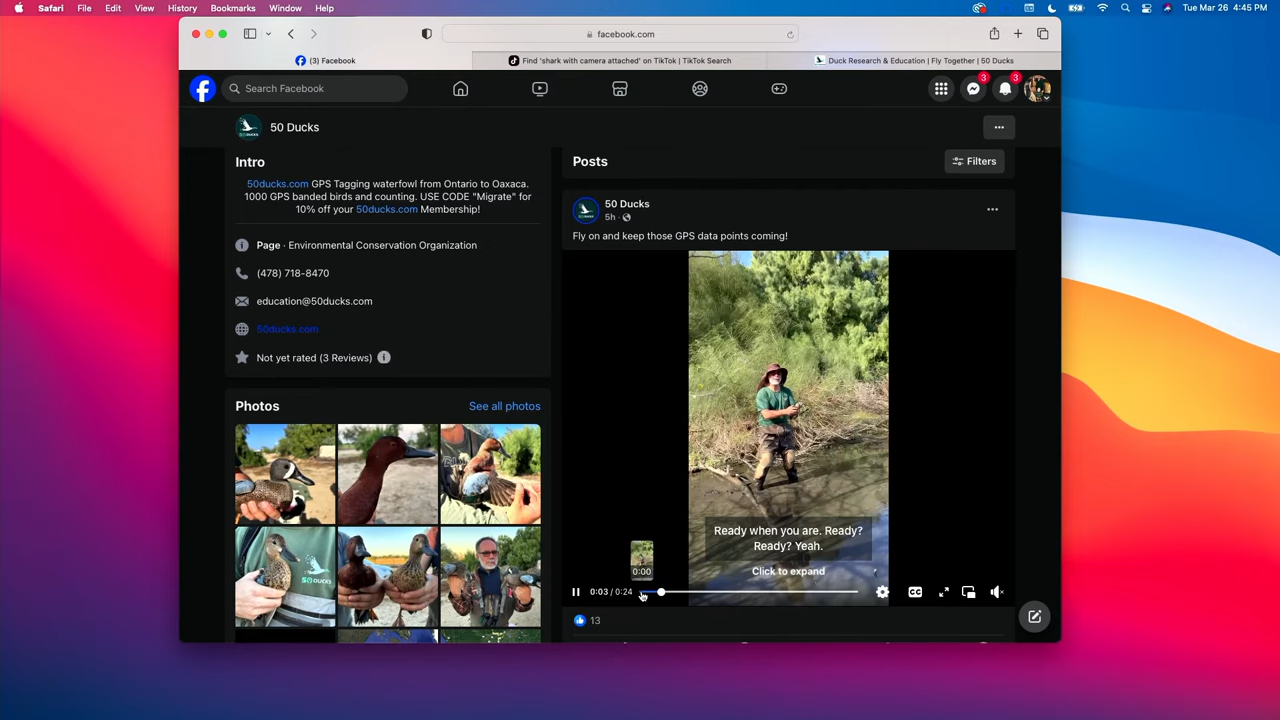 Safari File Edit View History Bookmarks Window Help
Tue Mar 26 4:45 PM
facebook.com
(3) Facebook
Find 'shark with camera attached' on TikTok | TikTok Search
Duck Research & Education | Fly Together | 50 Ducks
Search Facebook
3
3
50 Ducks
Intro
50ducks.com GPS Tagging waterfowl from Ontario to Oaxaca.
1000 GPS banded birds and counting. USE CODE "Migrate" for
10% off your 50ducks.com Membership!
Page · Environmental Conservation Organization
(478) 718-8470
education@50ducks.com
50ducks.com
Not yet rated (3 Reviews)
Photos
See all photos
50 DUCKS
Posts
Filters
50 Ducks
5h
Fly on and keep those GPS data points coming!
Ready when you are. Ready?
Ready? Yeah.
Click to expand
0:00
0:03 / 0:24
CC
13